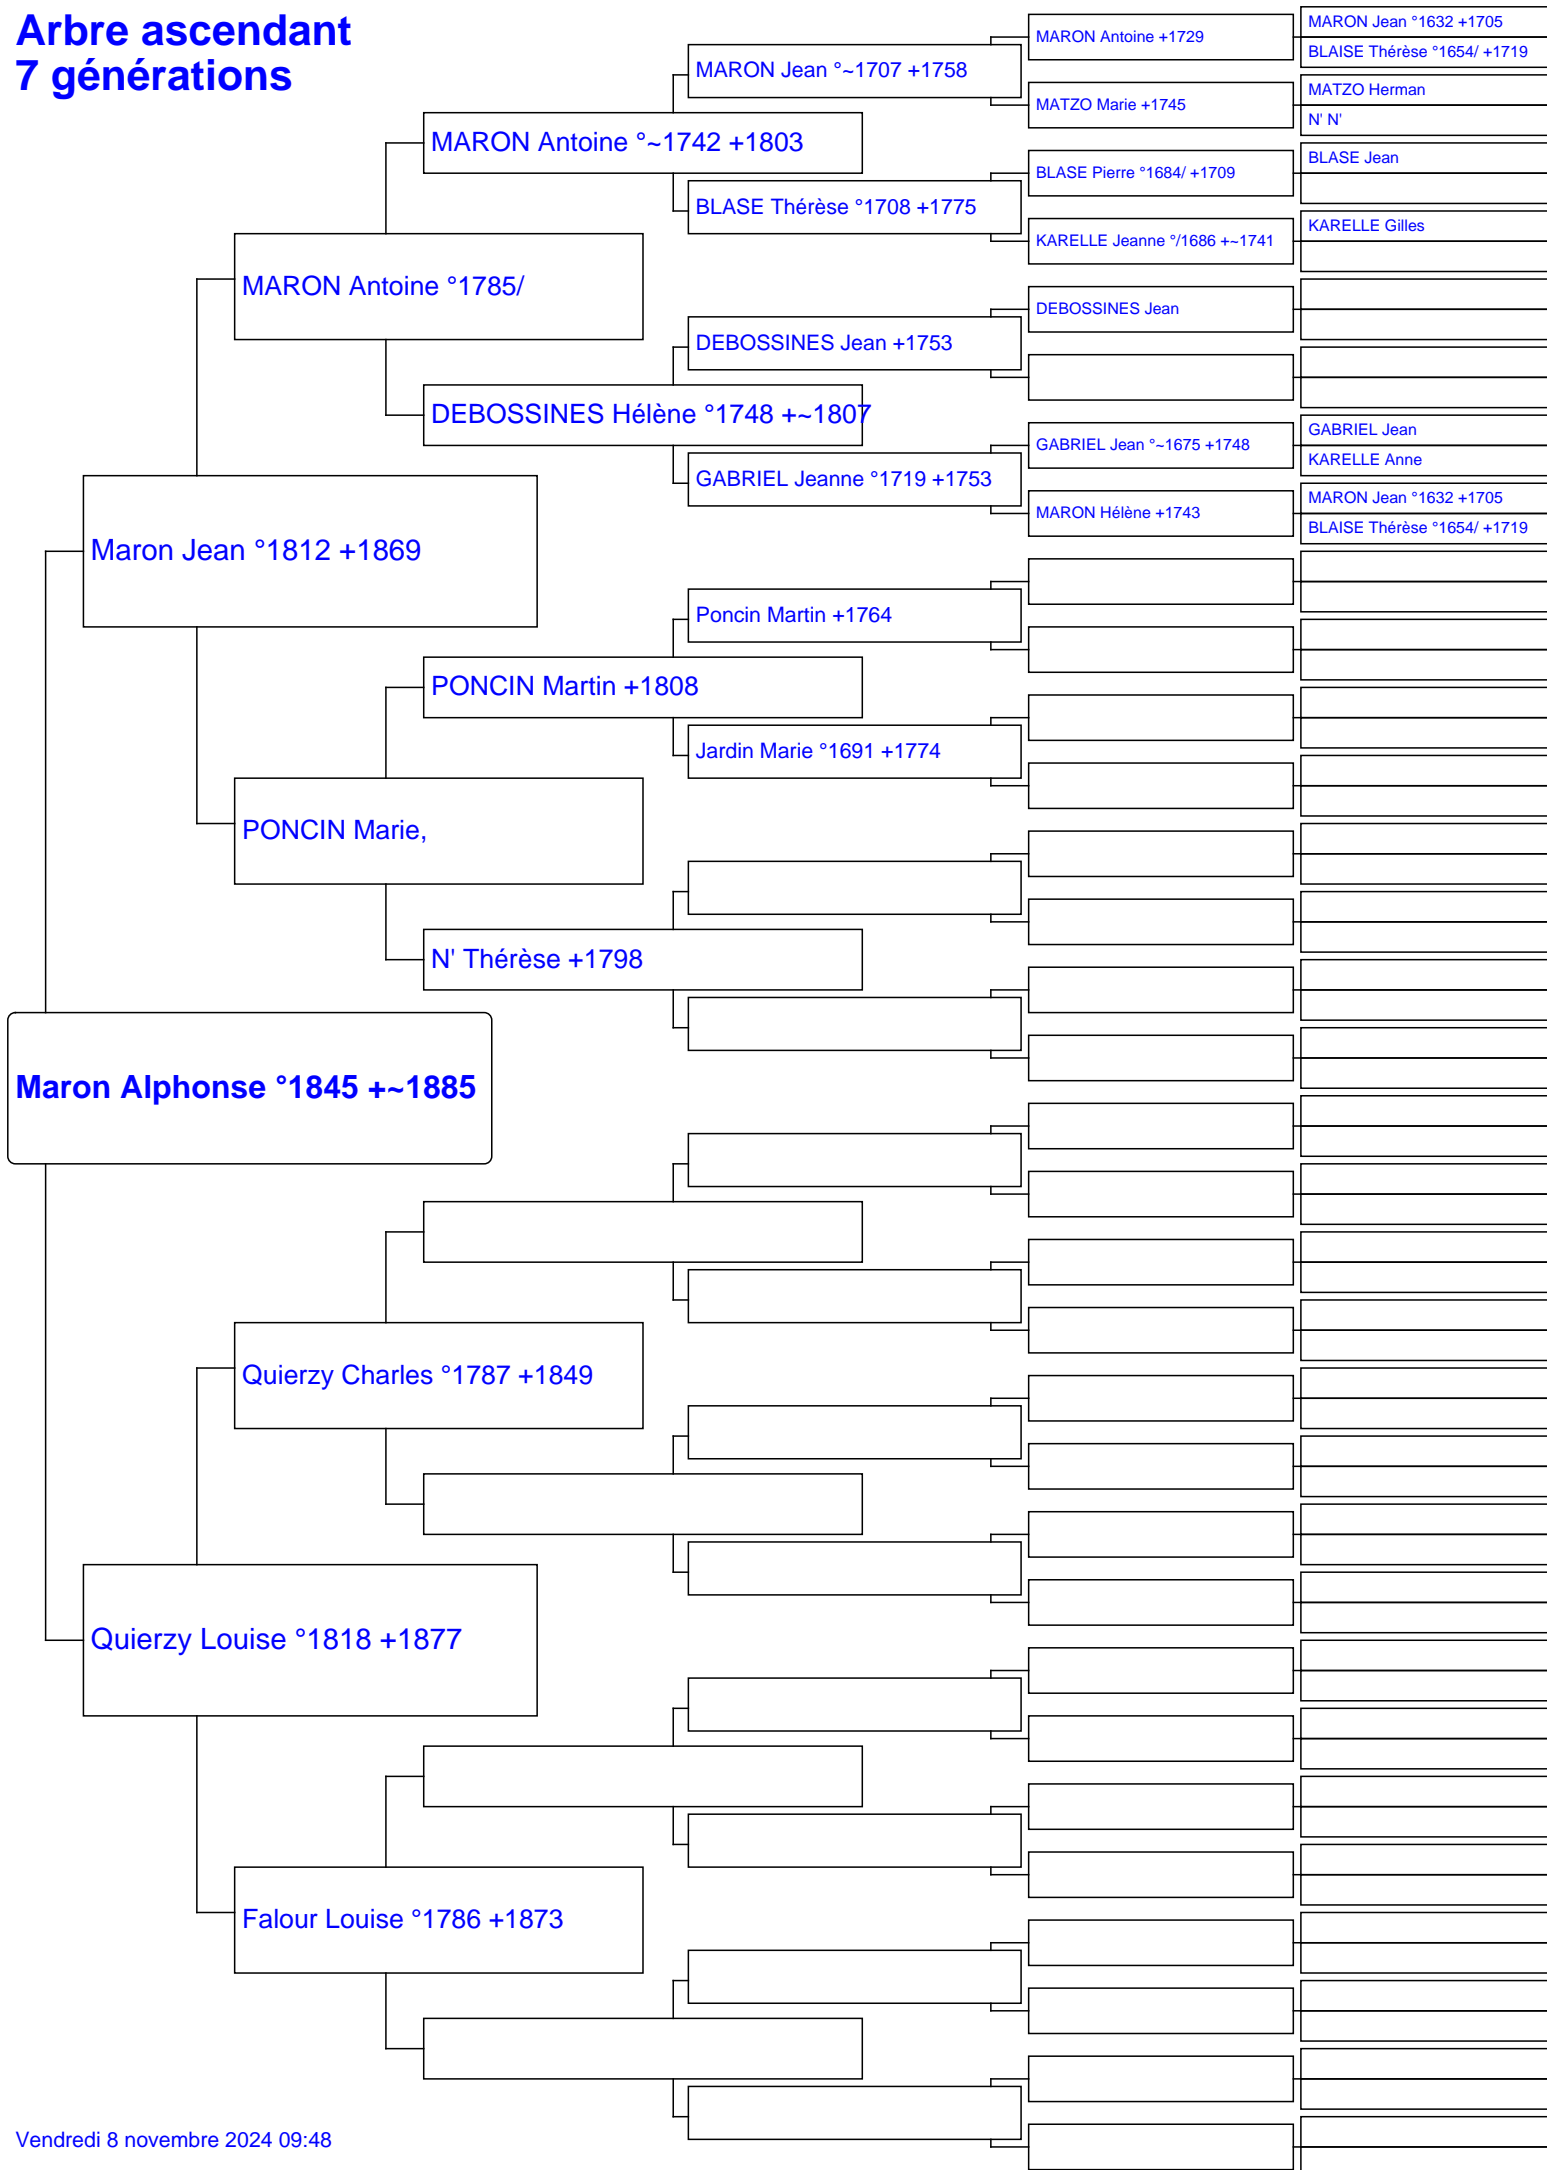 Arbre ascendant
7 générations
MARON Jean °1632 +1705
MARON Antoine +1729
BLAISE Thérèse °1654/ +1719
MARON Jean °~1707 +1758
MATZO Herman
MATZO Marie +1745
N' N'
MARON Antoine °~1742 +1803
BLASE Jean
BLASE Pierre °1684/ +1709
BLASE Thérèse °1708 +1775
KARELLE Gilles
KARELLE Jeanne °/1686 +~1741
MARON Antoine °1785/
DEBOSSINES Jean
DEBOSSINES Jean +1753
DEBOSSINES Hélène °1748 +~1807
GABRIEL Jean
GABRIEL Jean °~1675 +1748
KARELLE Anne
GABRIEL Jeanne °1719 +1753
MARON Jean °1632 +1705
MARON Hélène +1743
BLAISE Thérèse °1654/ +1719
Maron Jean °1812 +1869
Poncin Martin +1764
PONCIN Martin +1808
Jardin Marie °1691 +1774
PONCIN Marie,
N' Thérèse +1798
Maron Alphonse °1845 +~1885
Quierzy Charles °1787 +1849
Quierzy Louise °1818 +1877
Falour Louise °1786 +1873
Vendredi 8 novembre 2024 09:48